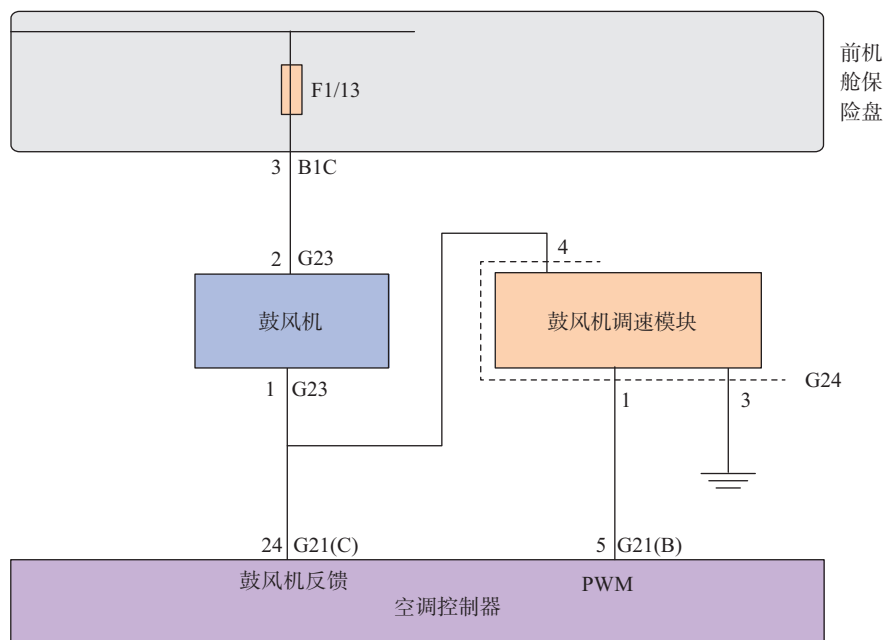 F1/13
前机
舱保
险盘
3 B1C
2 G23
4
鼓风机
鼓风机调速模块
G24
1 G23
1
3
24 G21(C)
5 G21(B)
鼓风机反馈
PWM
空调控制器